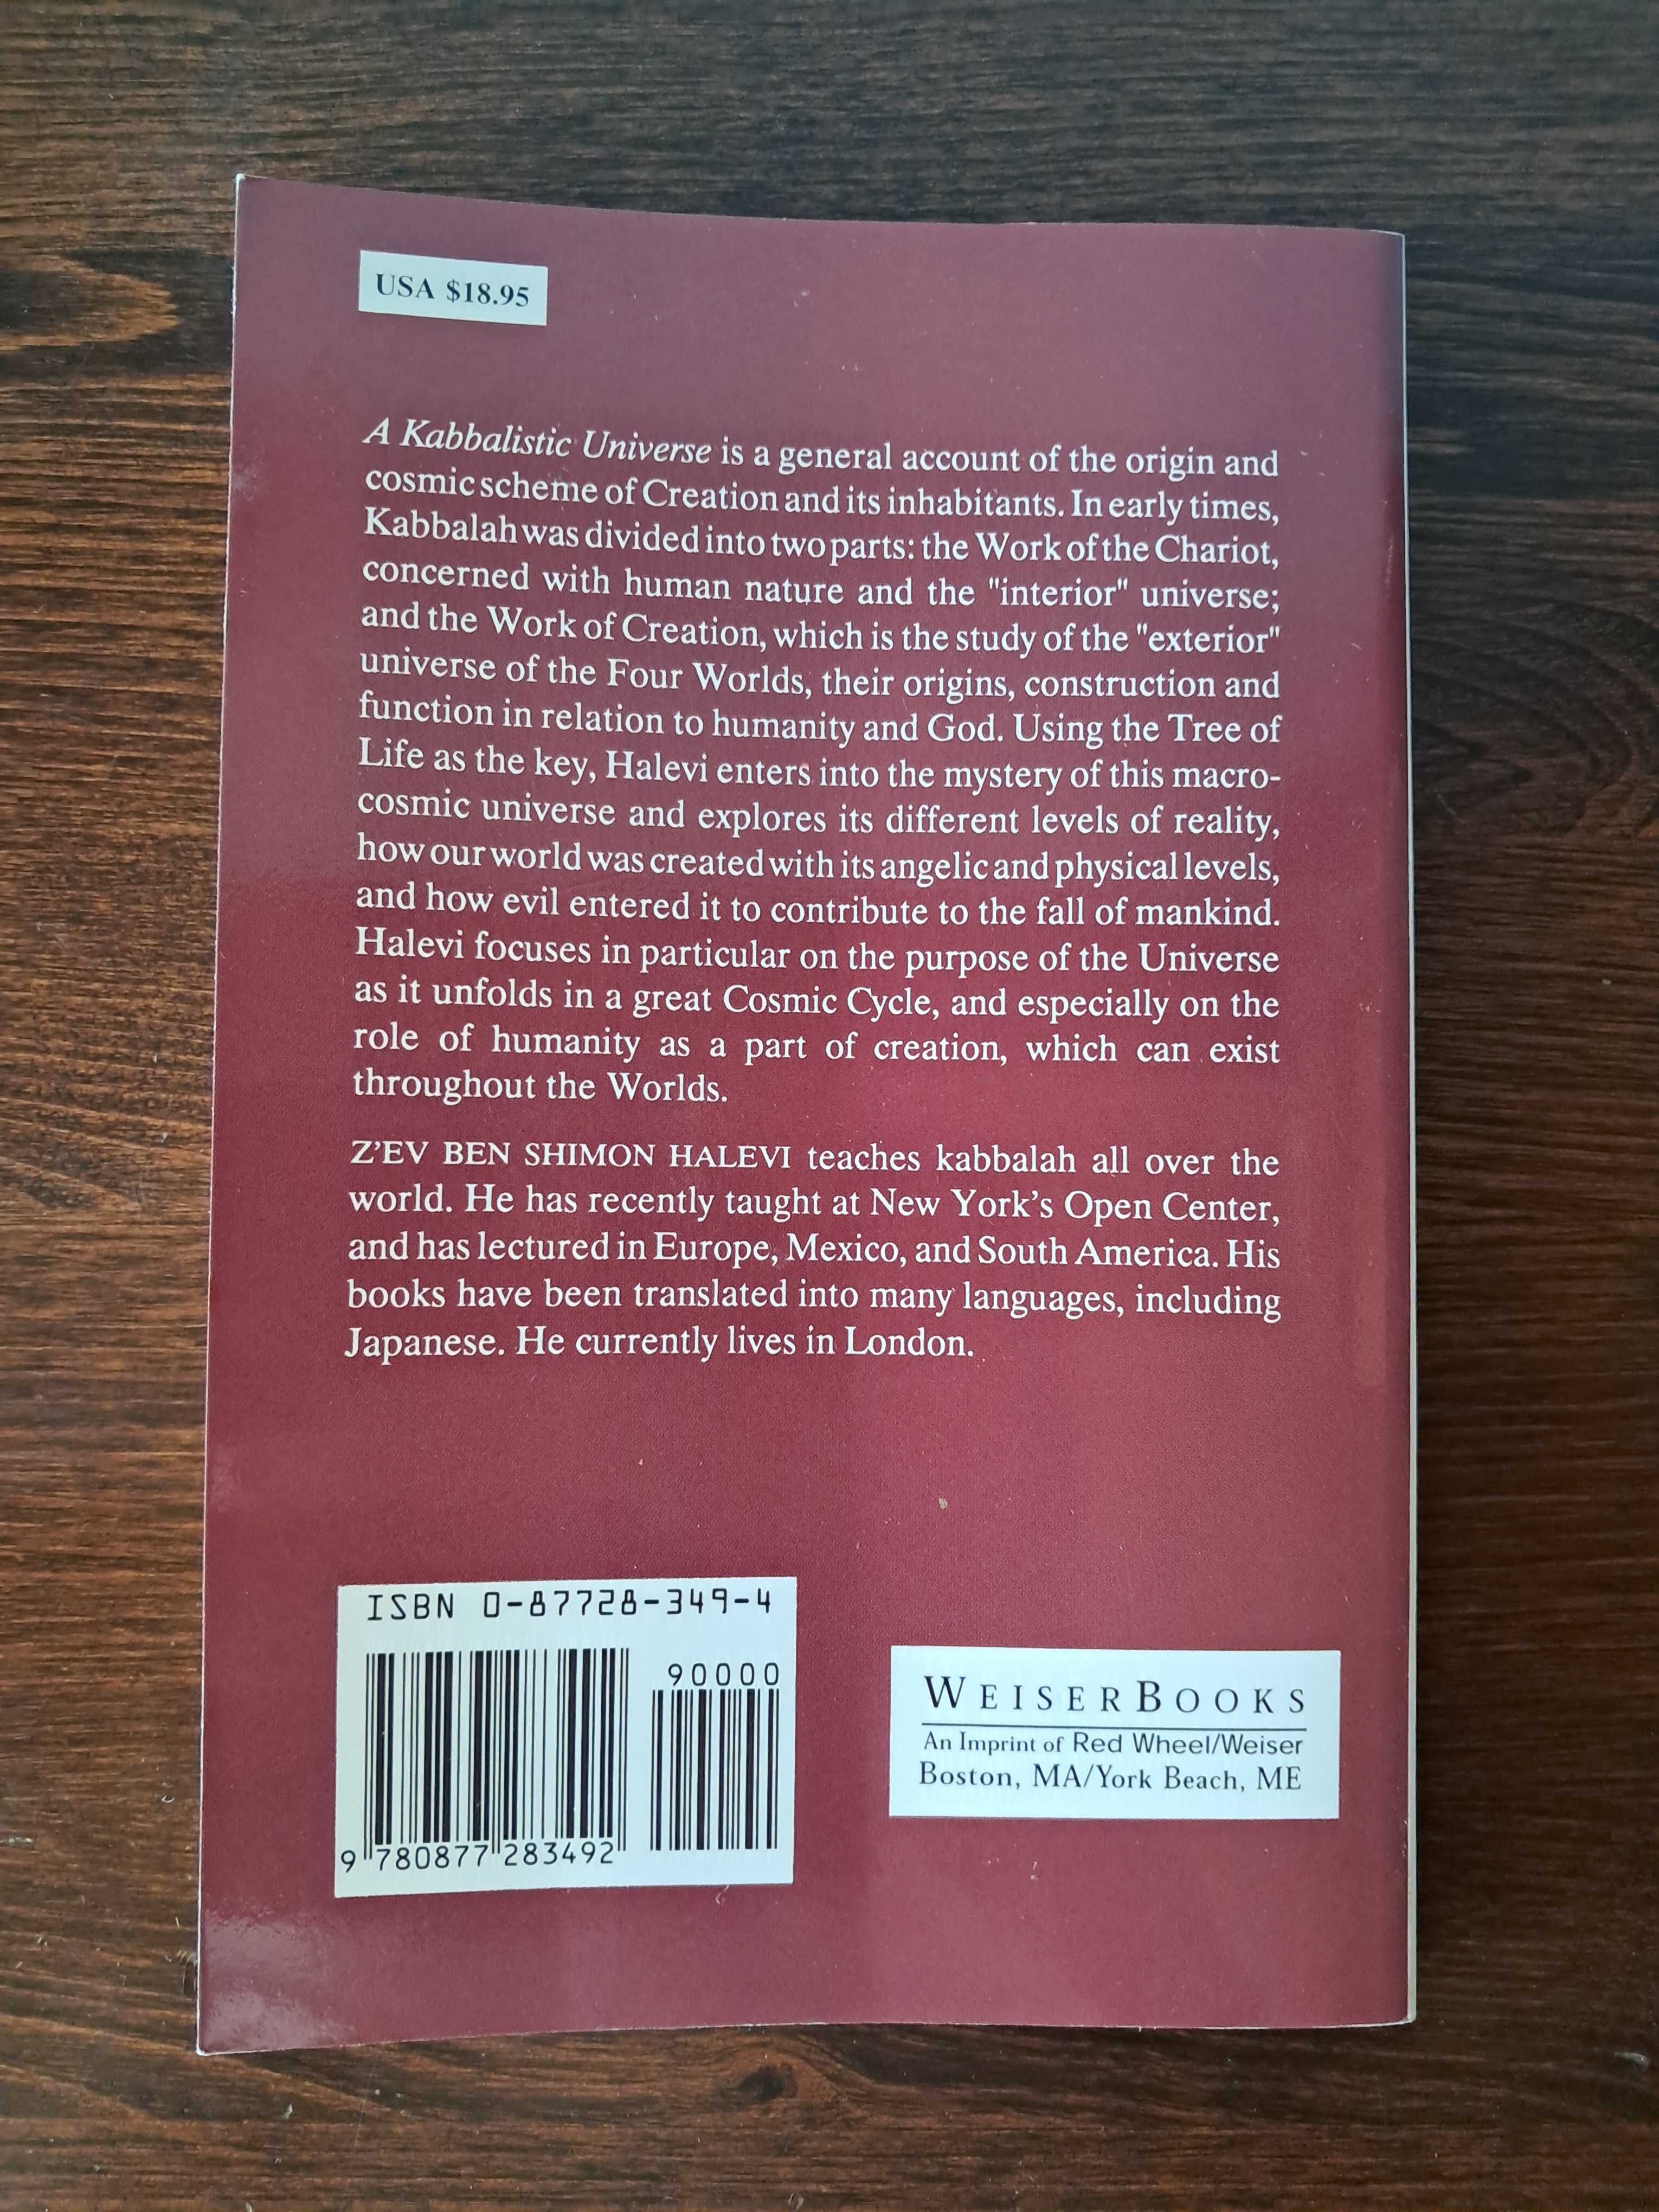 USA $18.95
A Kabbalistic Universe is a general account of the origin and
cosmic scheme of Creation and its inhabitants. In early times,
Kabbalah was divided into two parts: the Work of the Chariot,
concerned with human nature and the "interior" universe;
and the Work of Creation, which is the study of the "exterior"
universe of the Four Worlds, their origins, construction and
function in relation to humanity and God. Using the Tree of
Life as the key, Halevi enters into the mystery of this macro-
cosmic universe and explores its different levels of reality,
how our world was created with its angelic and physical levels,
and how evil entered it to contribute to the fall of mankind.
Halevi focuses in particular on the purpose of the Universe
as it unfolds in a great Cosmic Cycle, and especially on the
role of humanity as a part of creation, which can exist
throughout the Worlds.
Z'EV BEN SHIMON HALEVI teaches kabbalah all over the
world. He has recently taught at New York's Open Center,
and has lectured in Europe, Mexico, and South America. His
books have been translated into many languages, including
Japanese. He currently lives in London.
ISBN 0-87728-349-4
90000
9 780877 283492
WEISERBOOKS
An Imprint of Red Wheel/Weiser
Boston, MA/York Beach, ME